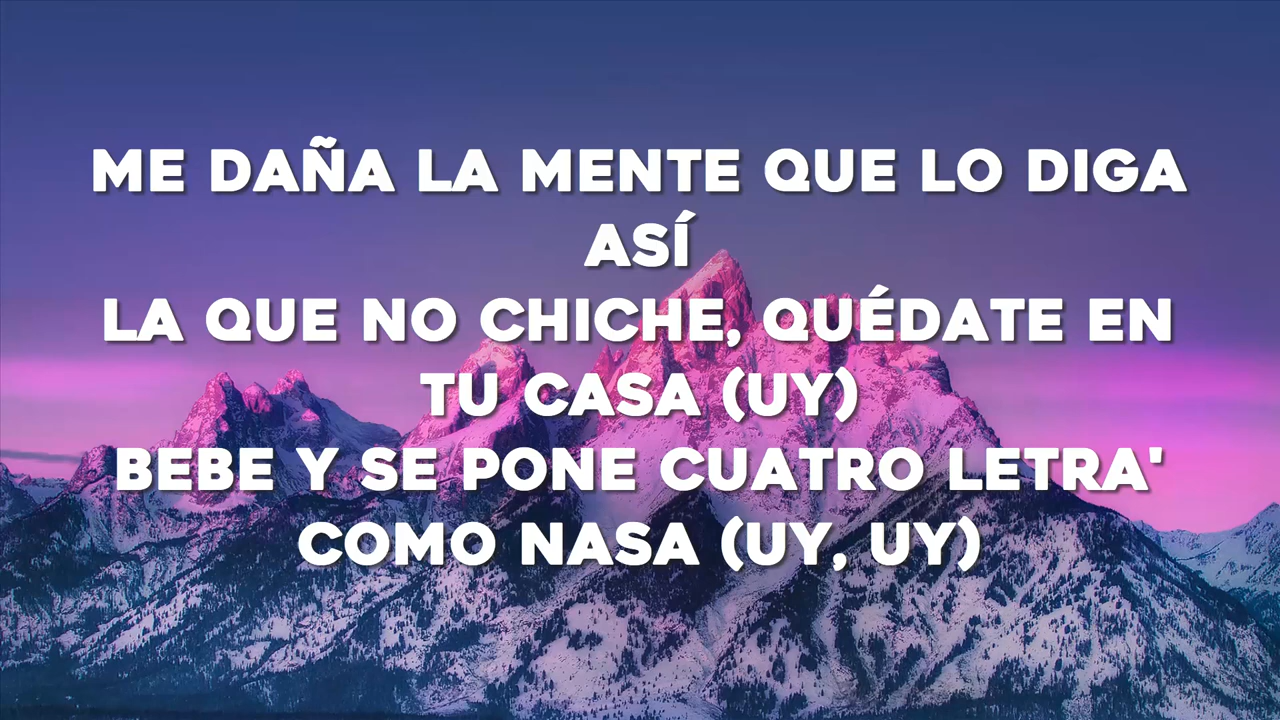 ME DAÑA LA MENTE QUE LO DIGA
ASÍ
LA QUE NO CHICHE, QUÉDATE EN
TU CASA (UY)
BEBE Y SE PONE CUATRO LETRA'
COMO NASA (UY, UY)